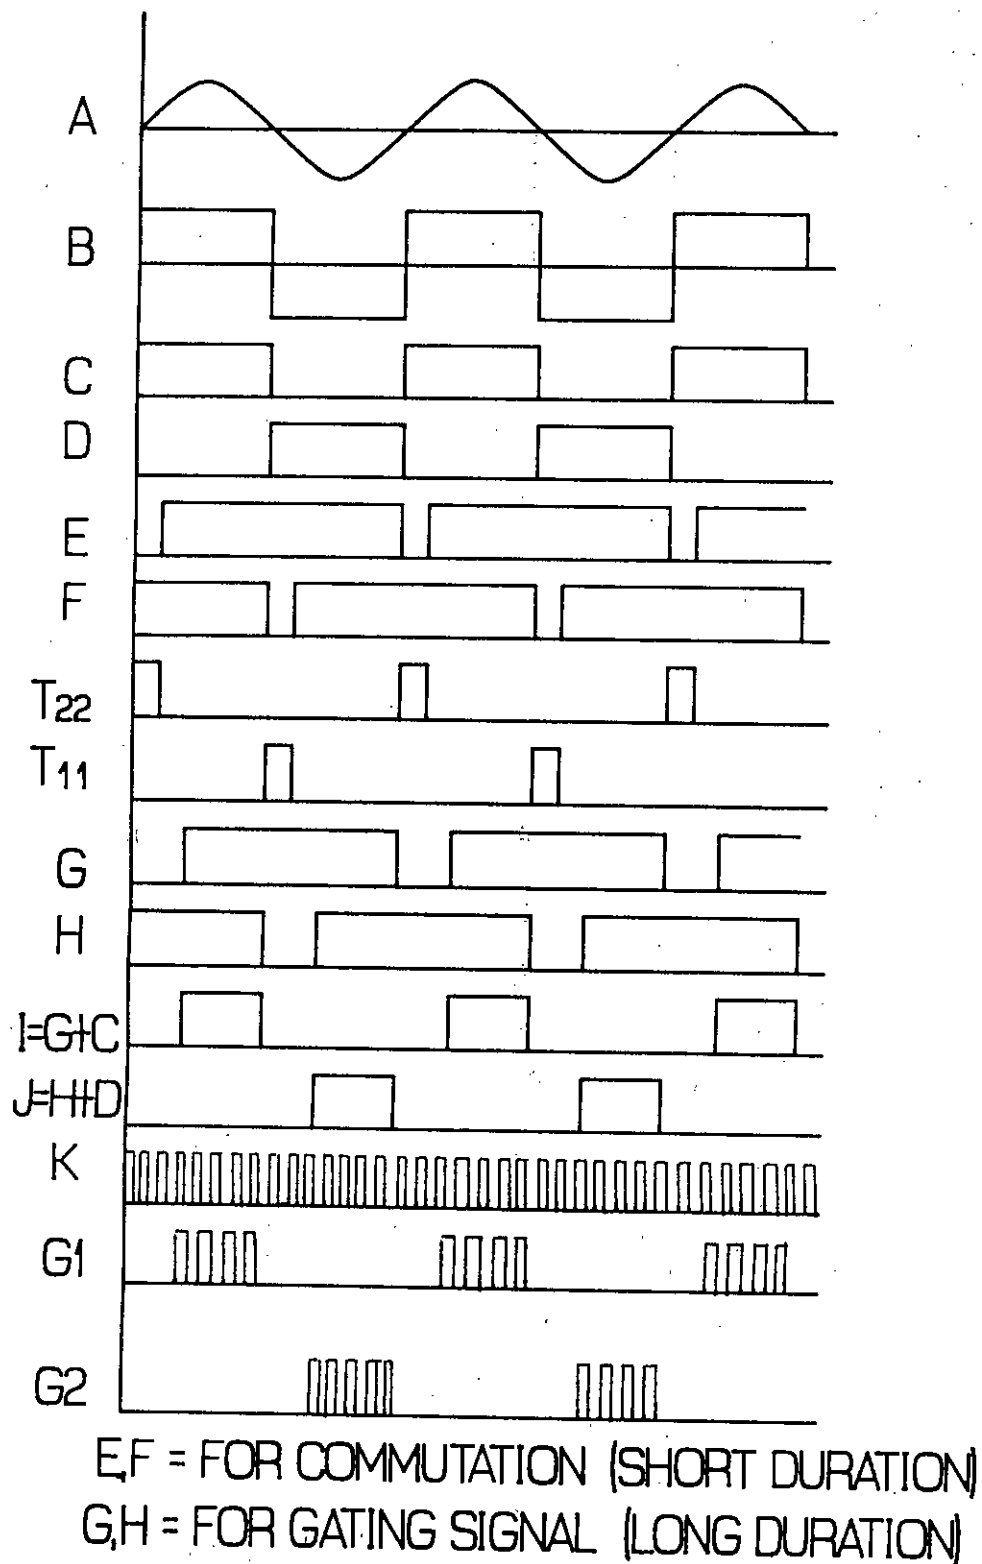 A
B
C
D
E
F
T22
T11
G
H
I=G+C
J=H+D
K
G1
G2
E,F = FOR COMMUTATION (SHORT DURATION)
G,H = FOR GATING SIGNAL (LONG DURATION)